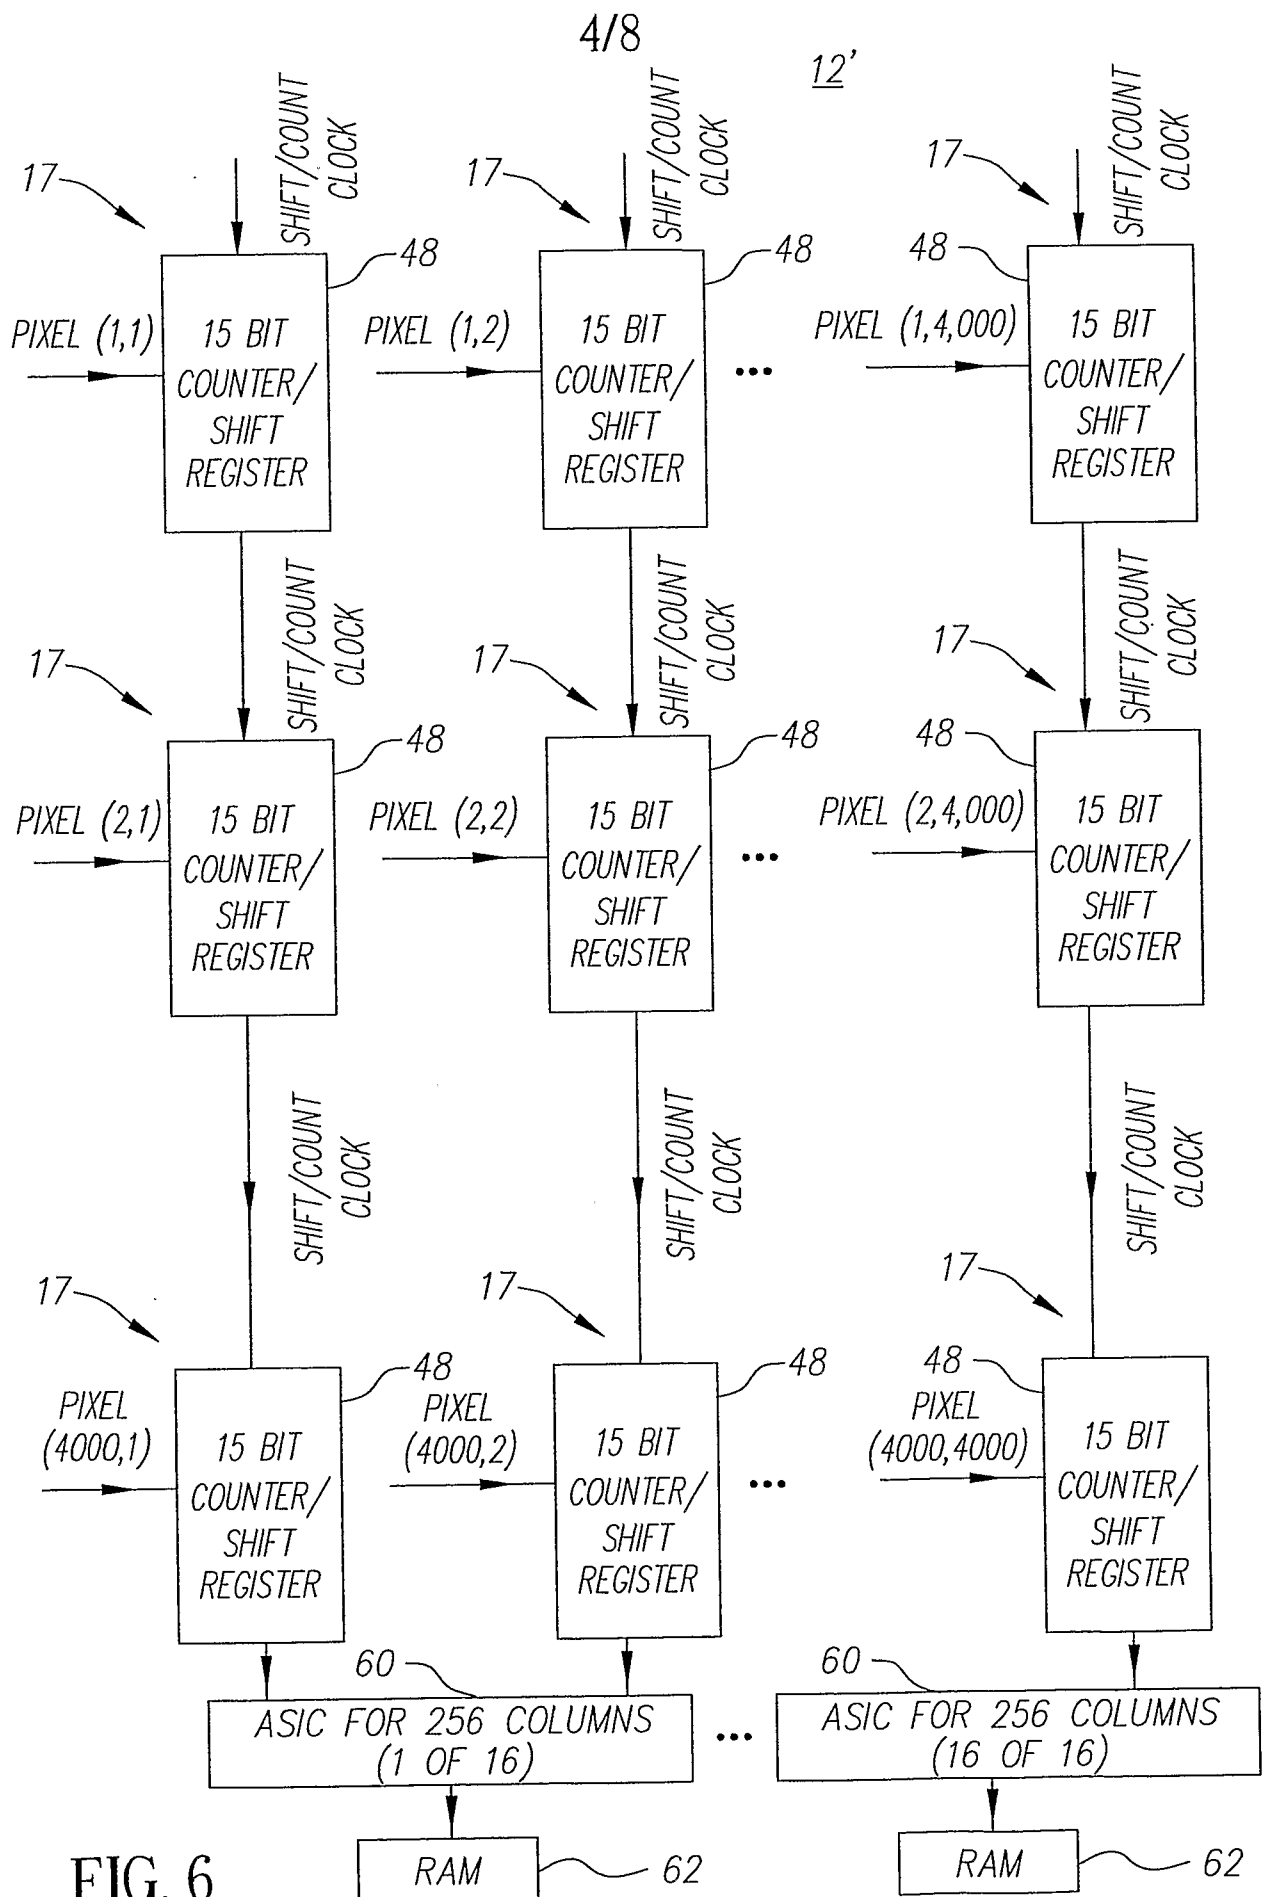 4/8
12'
SHIFT/COUNT
CLOCK
SHIFT/COUNT
CLOCK
SHIFT/COUNT
CLOCK
17
17
17
48
48
48
PIXEL (1,1)
15 BIT
COUNTER/
SHIFT
REGISTER
PIXEL (1,2)
15 BIT
COUNTER/
SHIFT
REGISTER
•••
PIXEL (1,4,000)
15 BIT
COUNTER/
SHIFT
REGISTER
SHIFT/COUNT
CLOCK
SHIFT/COUNT
CLOCK
SHIFT/COUNT
CLOCK
17
17
17
48
48
48
PIXEL (2,1)
15 BIT
COUNTER/
SHIFT
REGISTER
PIXEL (2,2)
15 BIT
COUNTER/
SHIFT
REGISTER
•••
PIXEL (2,4,000)
15 BIT
COUNTER/
SHIFT
REGISTER
SHIFT/COUNT
CLOCK
SHIFT/COUNT
CLOCK
SHIFT/COUNT
CLOCK
17
17
17
48
48
48
PIXEL
(4000,1)
15 BIT
COUNTER/
SHIFT
REGISTER
PIXEL
(4000,2)
15 BIT
COUNTER/
SHIFT
REGISTER
•••
PIXEL
(4000,4000)
15 BIT
COUNTER/
SHIFT
REGISTER
60
60
ASIC FOR 256 COLUMNS
(1 OF 16)
•••
ASIC FOR 256 COLUMNS
(16 OF 16)
RAM
62
RAM
62
FIG. 6